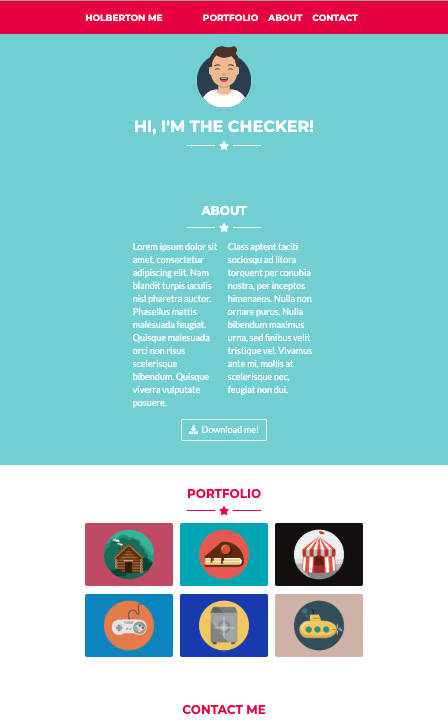 HOLBERTON ME
PORTFOLIO
ABOUT
CONTACT
HI, I'M THE CHECKER!
ABOUT
Lorem ipsum dolor sit
amet, consectetur
adipiscing elit. Nam
blandit turpis iaculis
nisl pharetra auctor.
Phasellus mattis
malesuada feugiat.
Quisque malesuada
orci non risus
scelerisque
bibendum. Quisque
viverra vulputate
posuere.
Class aptent taciti
sociosqu ad litora
torquent per conubia
nostra, per inceptos
himenaeos. Nulla non
ornare purus. Nulla
bibendum maximus
urna, sed finibus velit
tristique vel. Vivamus
ante mi, mollis at
scelerisque nec,
feugiat non dui.
Download me!
PORTFOLIO
CONTACT ME